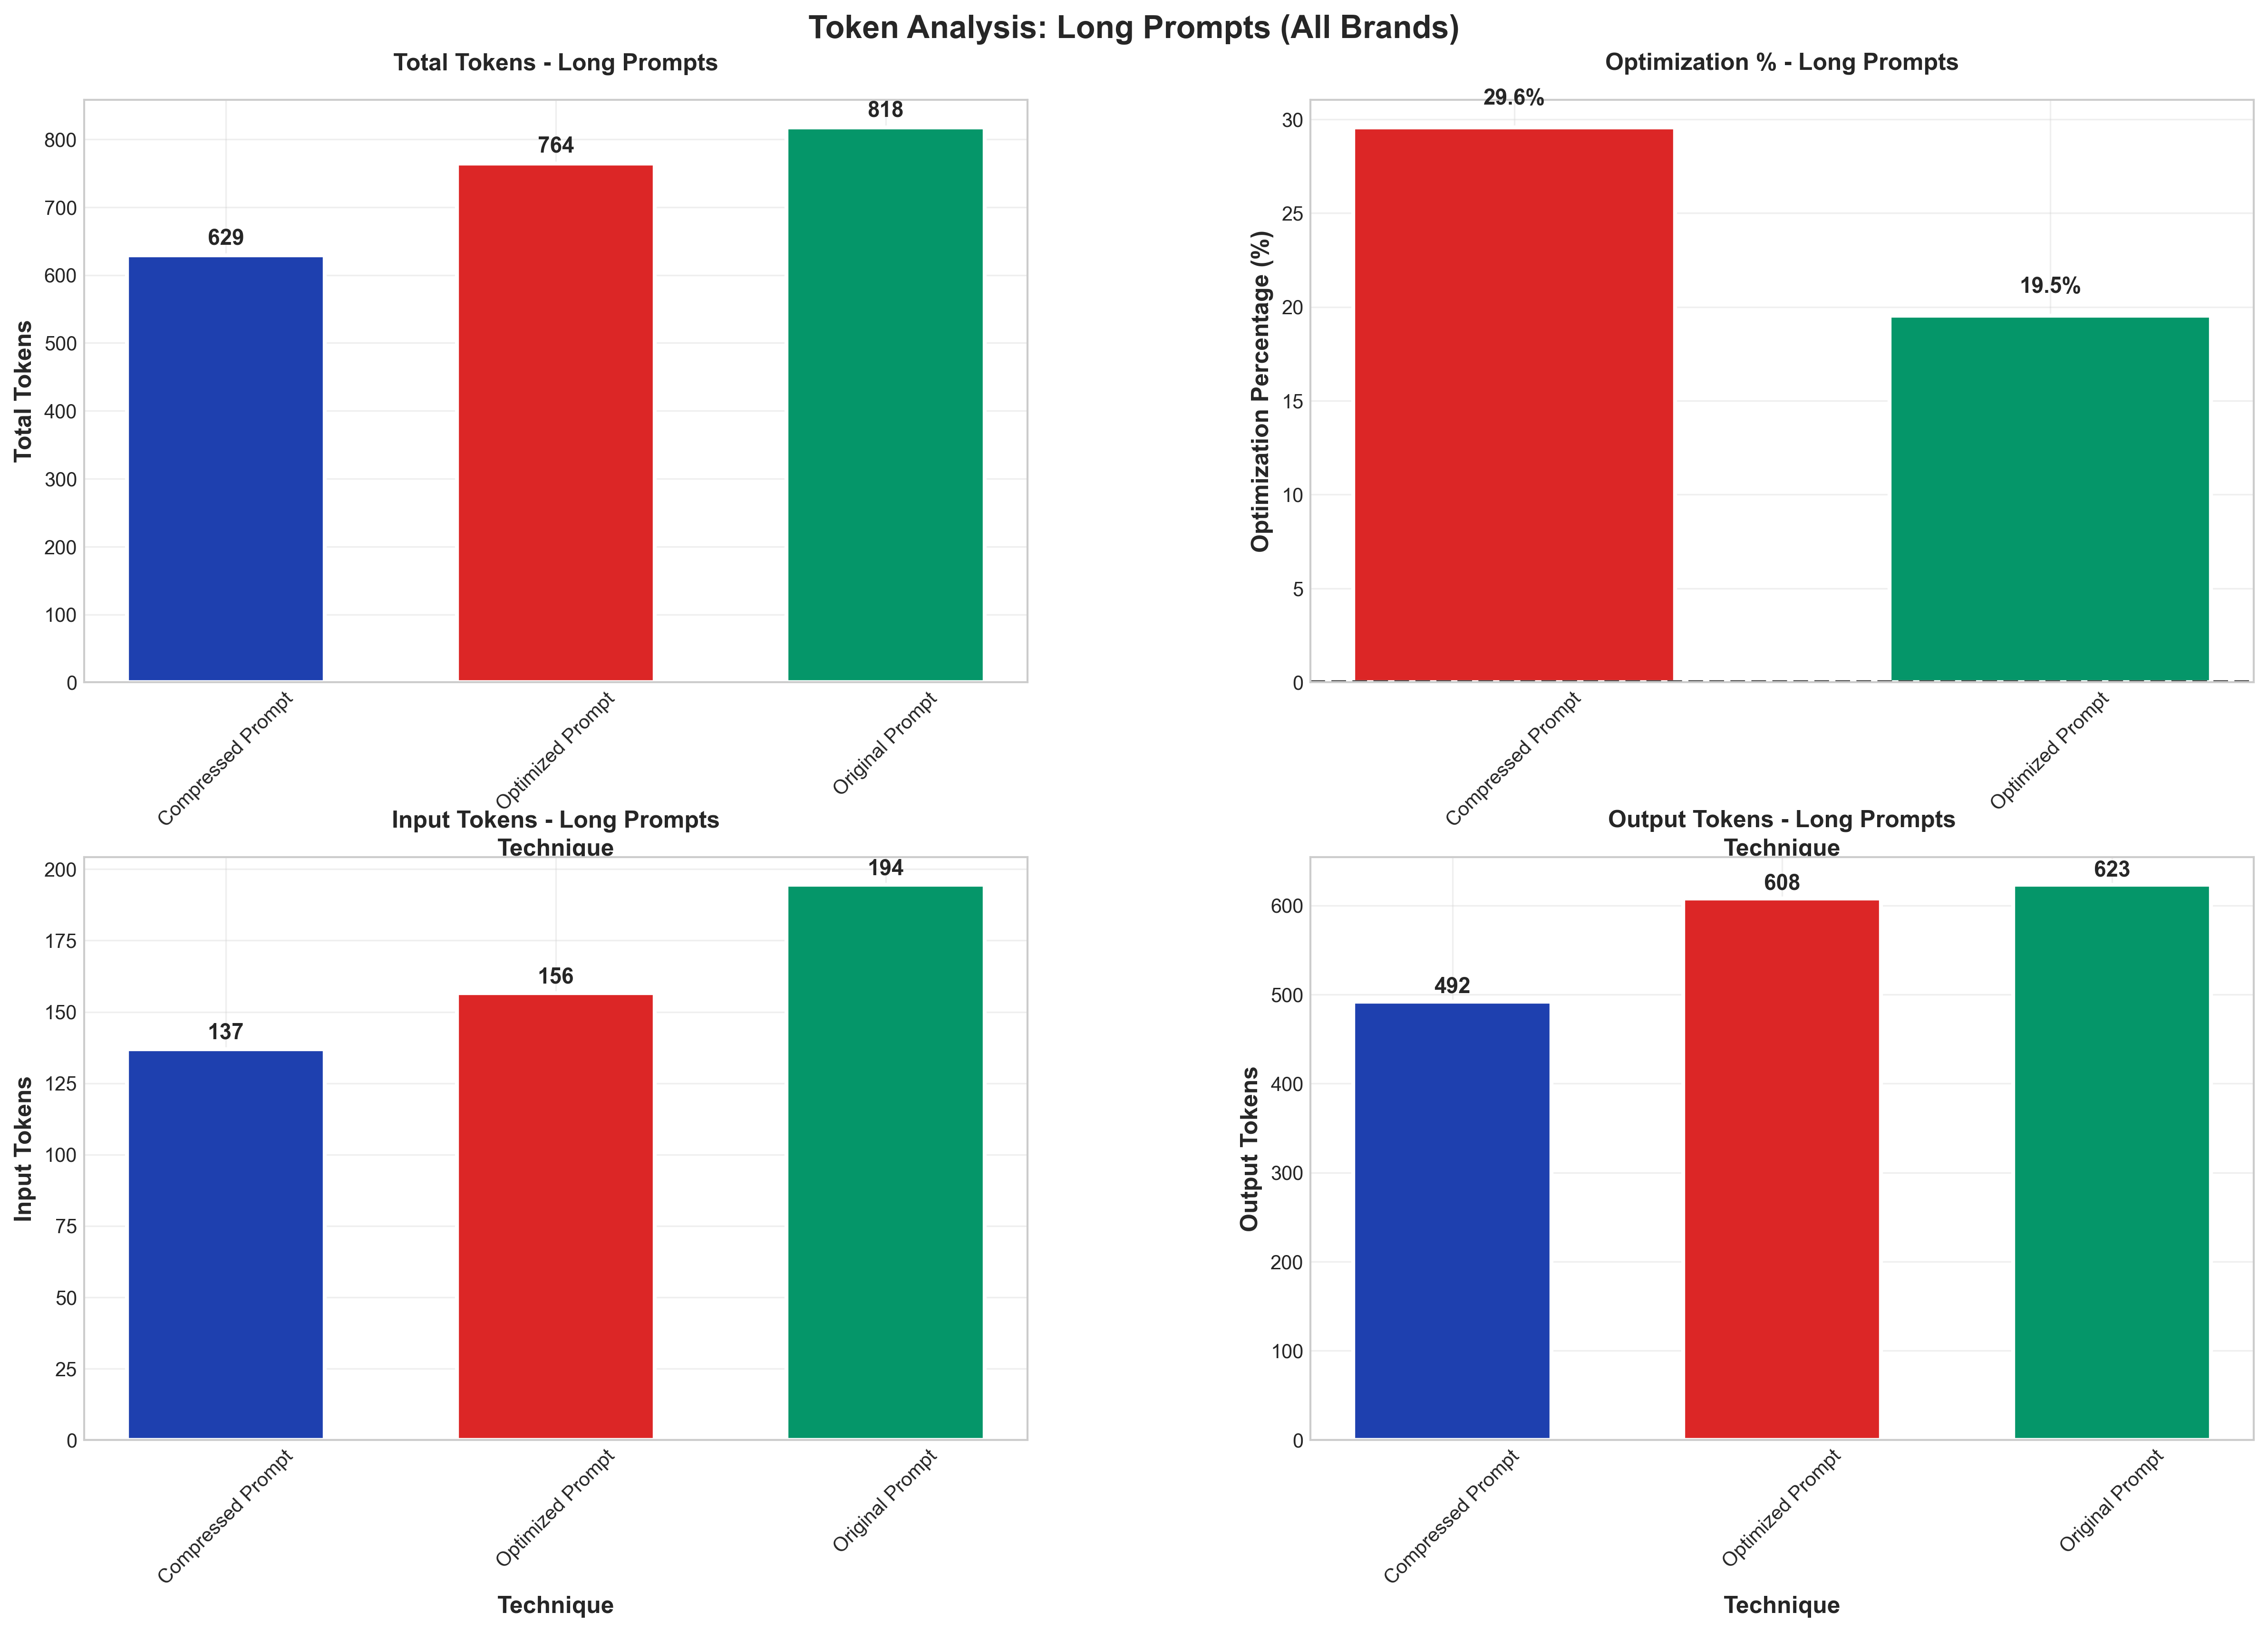 Token Analysis: Long Prompts (All Brands)
Total Tokens - Long Prompts
Total Tokens
800
700
600
500
400
300
200
100
0
629
764
818
Compressed Prompt
Optimized Prompt
Original Prompt
Technique
Optimization % - Long Prompts
Optimization Percentage (%)
30
25
20
15
10
5
0
29.6%
19.5%
Compressed Prompt
Optimized Prompt
Technique
Input Tokens - Long Prompts
Input Tokens
200
175
150
125
100
75
50
25
0
137
156
194
Compressed Prompt
Optimized Prompt
Original Prompt
Technique
Output Tokens - Long Prompts
Output Tokens
600
500
400
300
200
100
0
492
608
623
Compressed Prompt
Optimized Prompt
Original Prompt
Technique